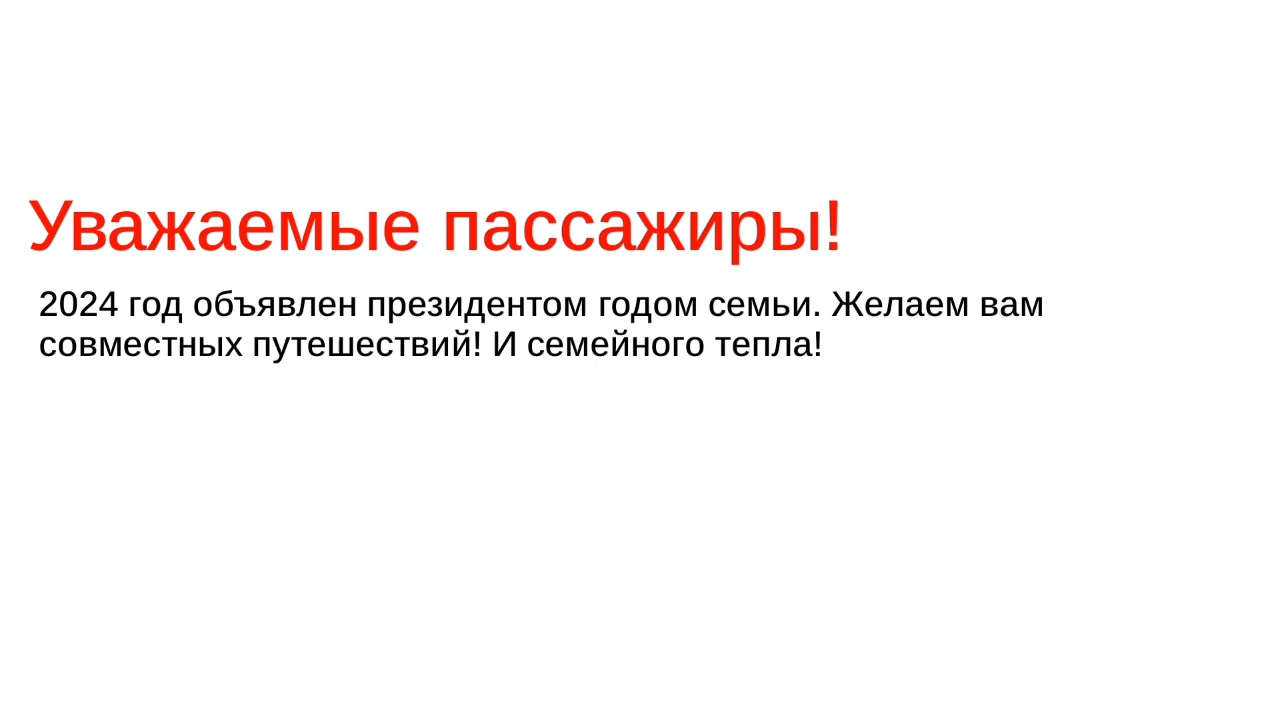 Уважаемые пассажиры!
2024 год объявлен президентом годом семьи. Желаем вам
совместных путешествий! И семейного тепла!